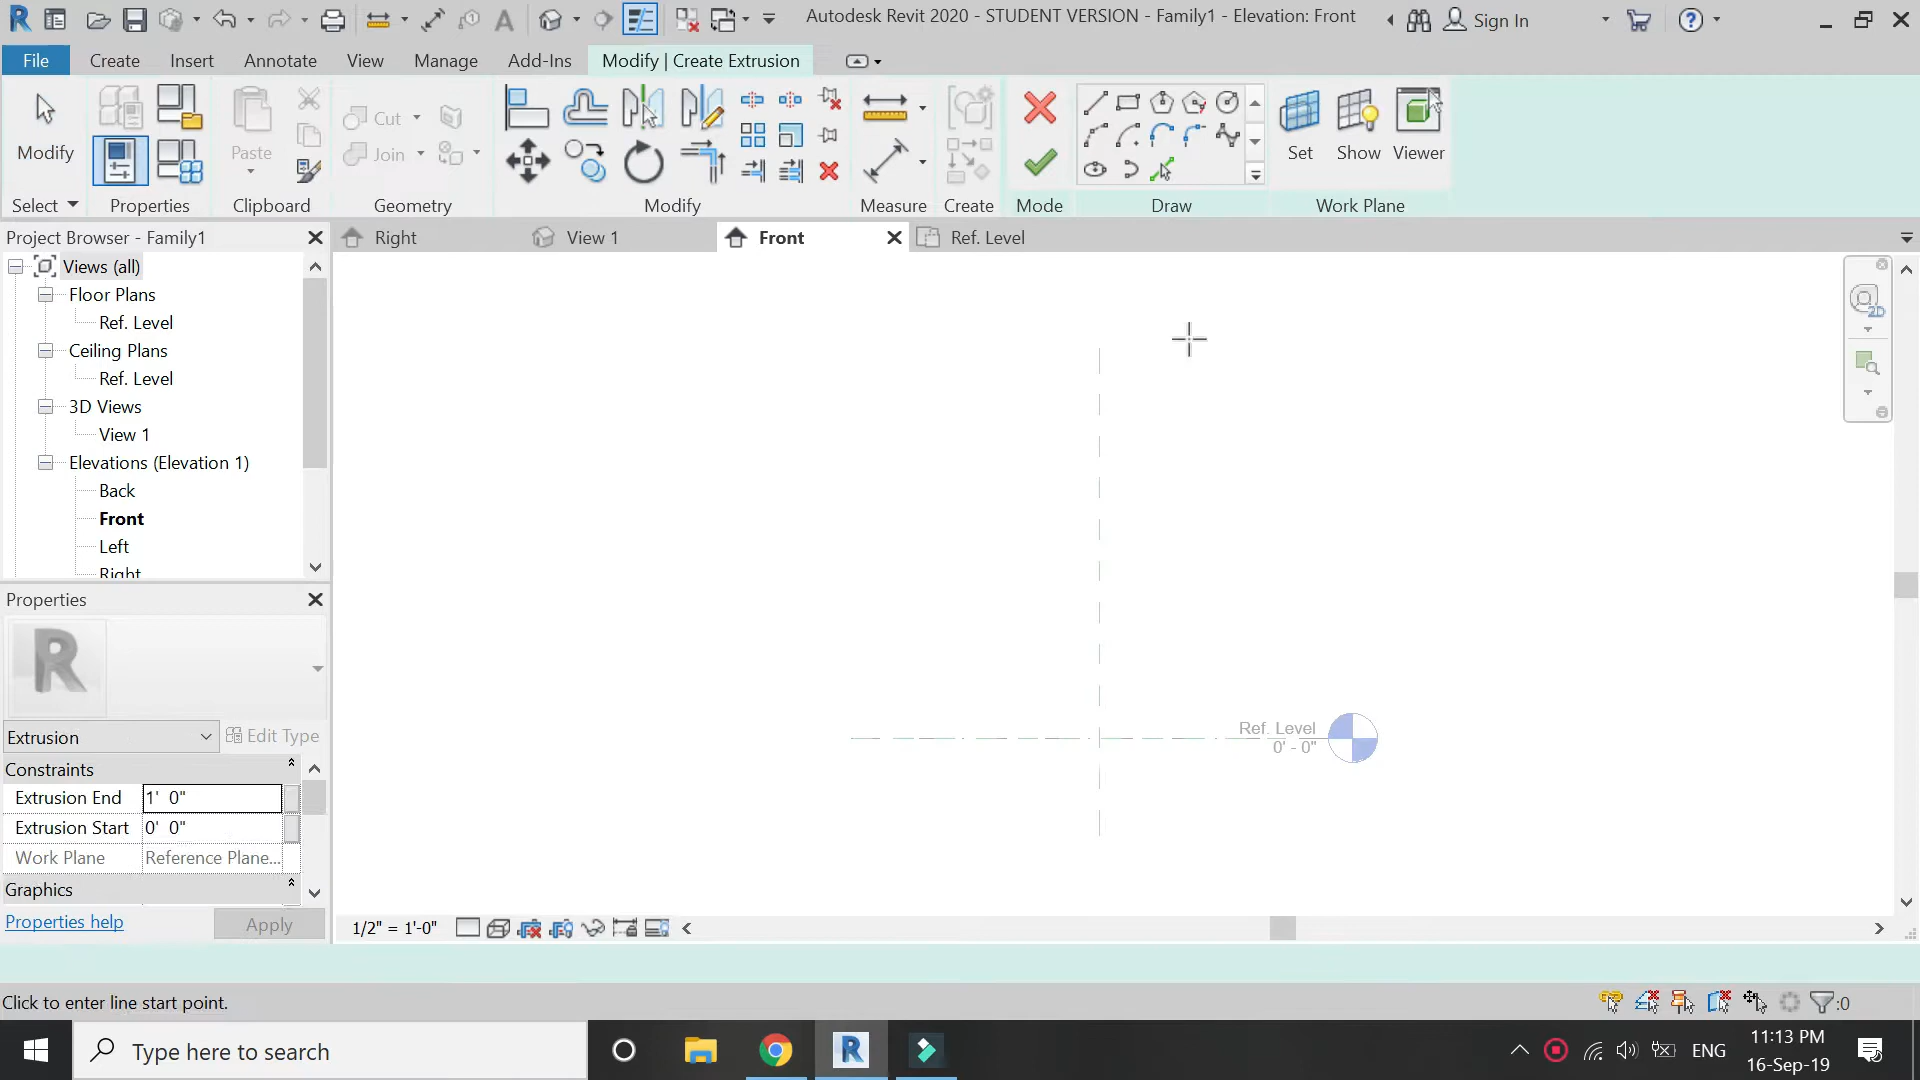 Autodesk Revit 2020 - STUDENT VERSION - Family1 - Elevation: Front
Sign In
File
Create
Insert
Annotate
View
Manage
Add-Ins
Modify | Create Extrusion
Modify
Paste
Cut
Join
Set
Show
Viewer
Select
Properties
Clipboard
Geometry
Modify
Measure
Create
Mode
Draw
Work Plane
Project Browser - Family1
Right
View 1
Front
Ref. Level
Views (all)
Floor Plans
Ref. Level
Ceiling Plans
Ref. Level
3D Views
View 1
Elevations (Elevation 1)
Back
Front
Left
Right
Properties
Extrusion
Edit Type
Constraints
Extrusion End
1'  0"
Extrusion Start
0'  0"
Work Plane
Reference Plane...
Graphics
Properties help
Apply
Ref. Level
0' - 0"
1/2" = 1'-0"
Click to enter line start point.
:0
Type here to search
ENG
11:13 PM
16-Sep-19